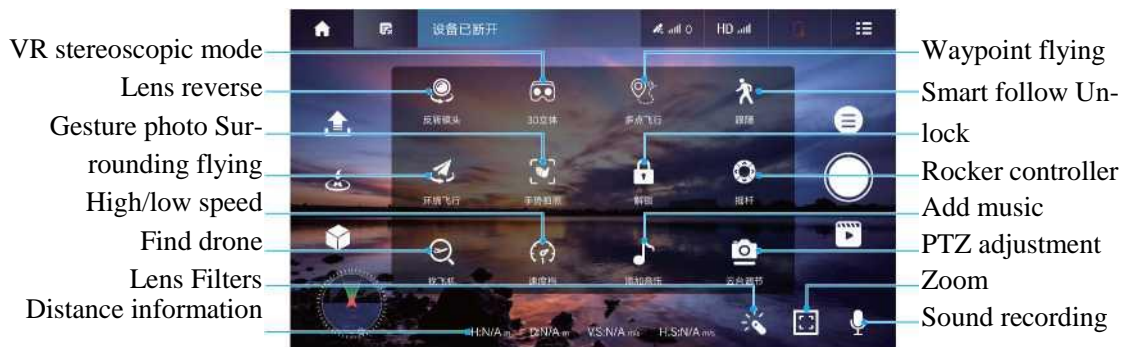 VR stereoscopic mode
Lens reverse
Gesture photo Sur-
rounding flying
High/low speed
Find drone
Lens Filters
Distance information
设备已断开
0
HD
反转镜头
3D立体
多点飞行
跟随
环绕飞行
手势拍照
解锁
摇杆
找飞机
速度档
添加音乐
云台调节
H:N/A m
D:N/A m
V.S:N/A m/s
H.S:N/A m/s
Waypoint flying
Smart follow Un-
lock
Rocker controller
Add music
PTZ adjustment
Zoom
Sound recording